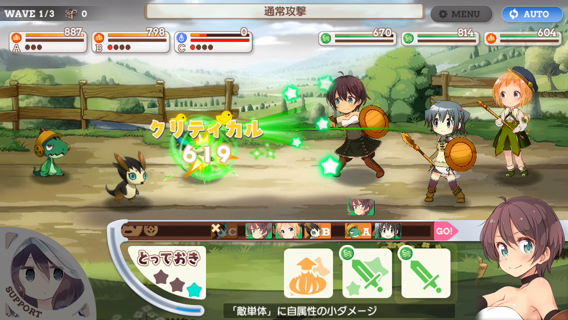 WAVE 1/3
0
通常攻撃
MENU
AUTO
887
798
0
670
814
604
A
B
C
クリティカル
619
C
B
A
GO!
とっておき
SUPPORT
「敵単体」に自属性の小ダメージ